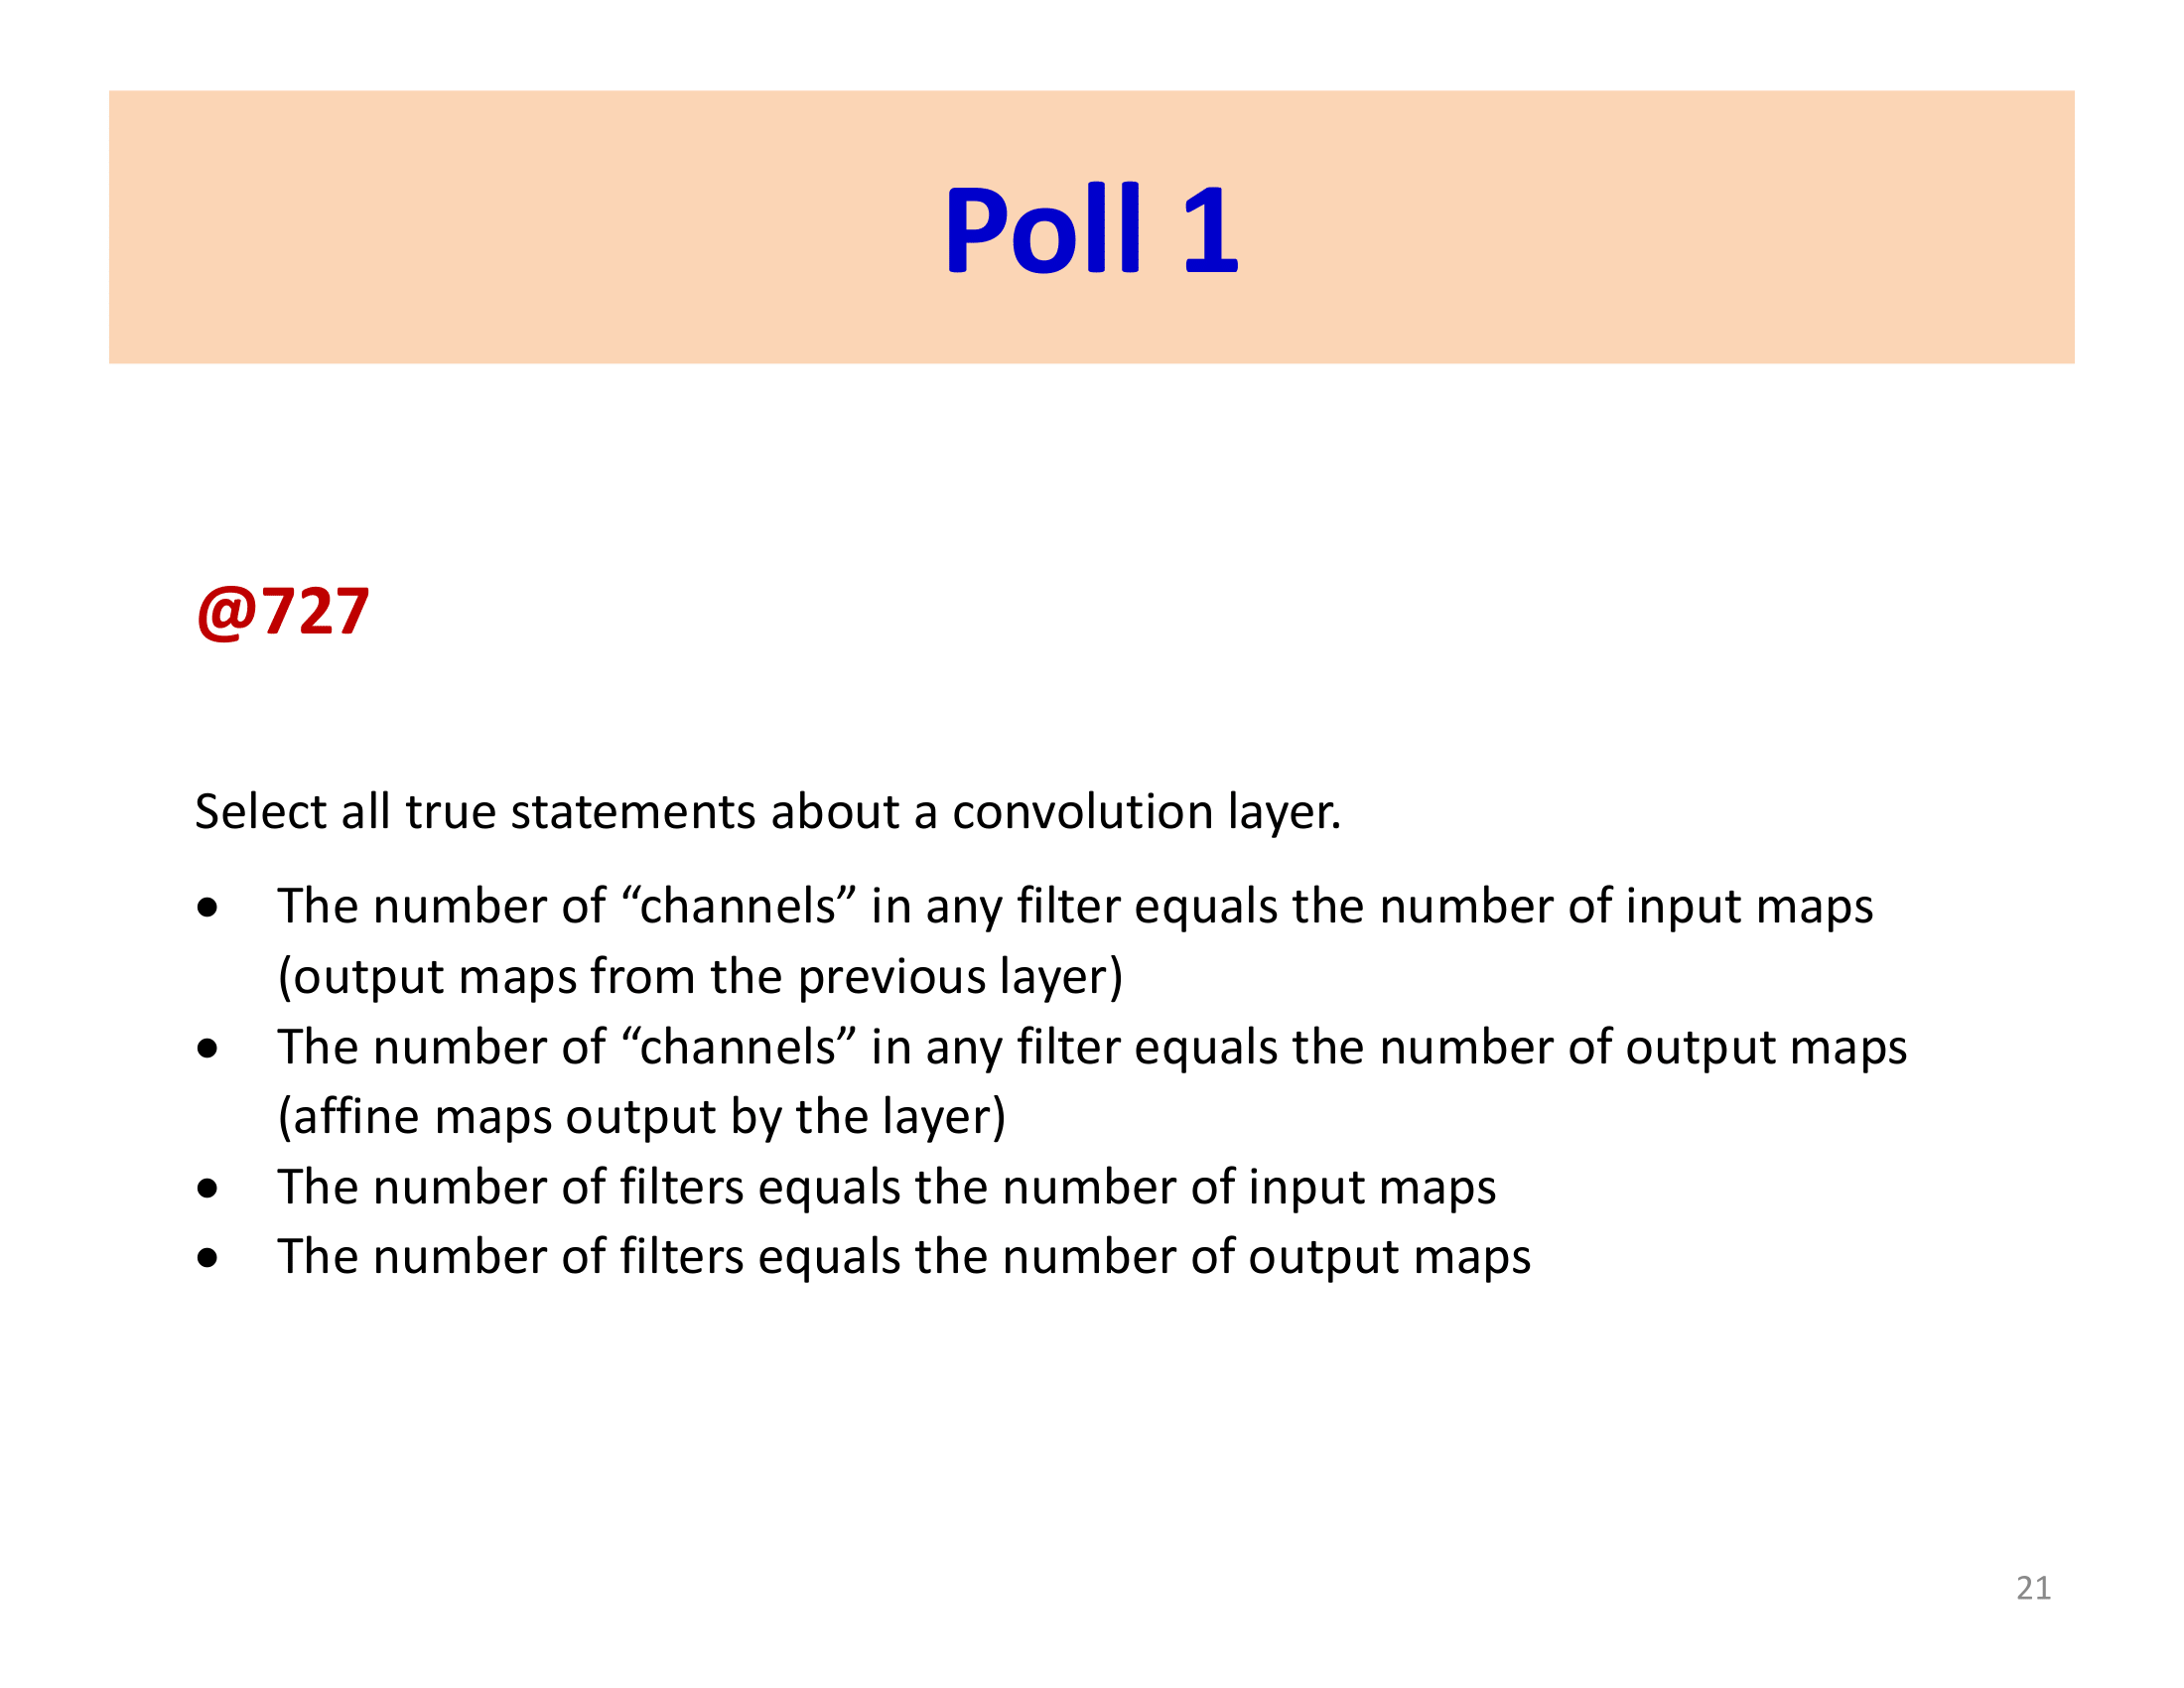 Poll 1
@727
Select all true statements about a convolution layer.
● The number of “channels” in any filter equals the number of input maps
(output maps from the previous layer)
● The number of “channels” in any filter equals the number of output maps
(affine maps output by the layer)
● The number of filters equals the number of input maps
● The number of filters equals the number of output maps
21